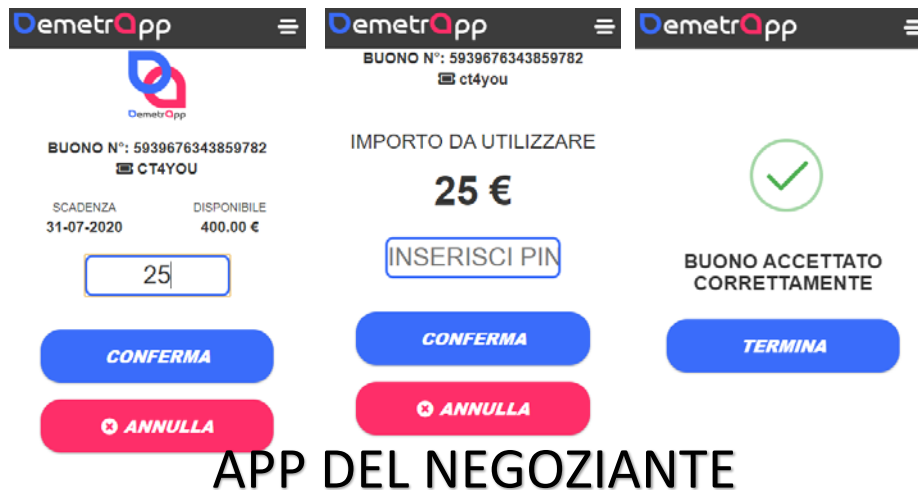 DemetrApp
DemetrApp
BUONO N°: 5939676343859782
CT4YOU
SCADENZA
DISPONIBILE
31-07-2020
400.00 €
25
CONFERMA
ANNULLA
DemetrApp
BUONO N°: 5939676343859782
ct4you
IMPORTO DA UTILIZZARE
25 €
INSERISCI PIN
CONFERMA
ANNULLA
DemetrApp
BUONO ACCETTATO
CORRETTAMENTE
TERMINA
APP DEL NEGOZIANTE